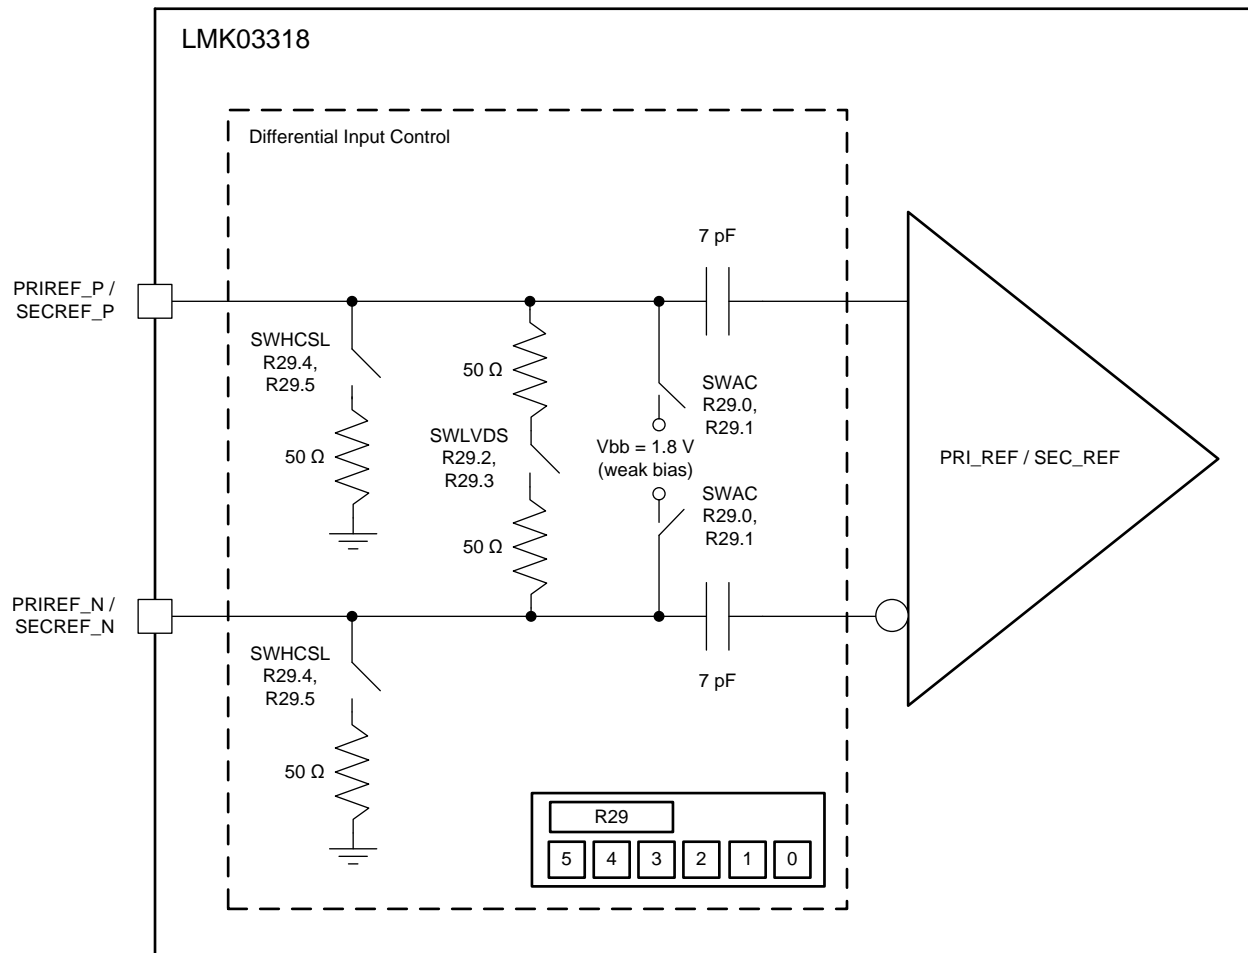 LMK03318
Differential Input Control
7 pF
PRIREF_P /
SECREF_P
SWHCSL
R29.4,
R29.5
50 Ω
50 Ω
SWLVDS
R29.2,
R29.3
50 Ω
SWAC
R29.0,
R29.1
Vbb = 1.8 V
(weak bias)
SWAC
R29.0,
R29.1
PRI_REF / SEC_REF
PRIREF_N /
SECREF_N
SWHCSL
R29.4,
R29.5
50 Ω
7 pF
R29
5 4 3 2 1 0